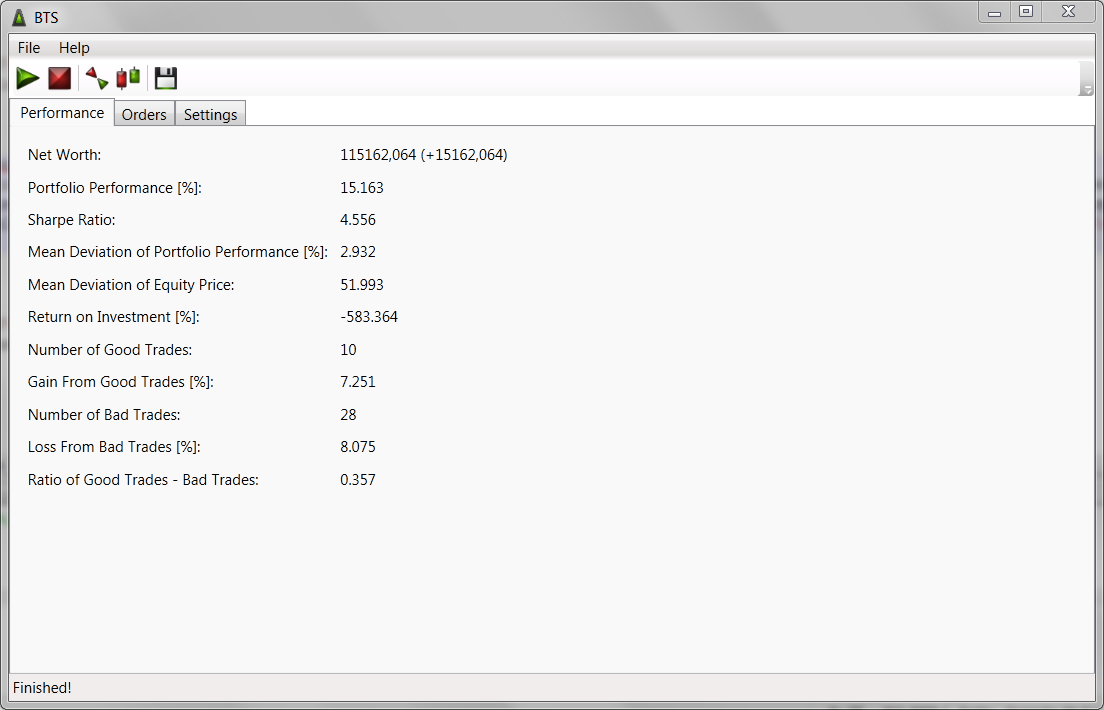 BTS
File Help
Performance Orders Settings
Net Worth: 115162,064 (+15162,064)
Portfolio Performance [%]: 15.163
Sharpe Ratio: 4.556
Mean Deviation of Portfolio Performance [%]: 2.932
Mean Deviation of Equity Price: 51.993
Return on Investment [%]: -583.364
Number of Good Trades: 10
Gain From Good Trades [%]: 7.251
Number of Bad Trades: 28
Loss From Bad Trades [%]: 8.075
Ratio of Good Trades - Bad Trades: 0.357
Finished!